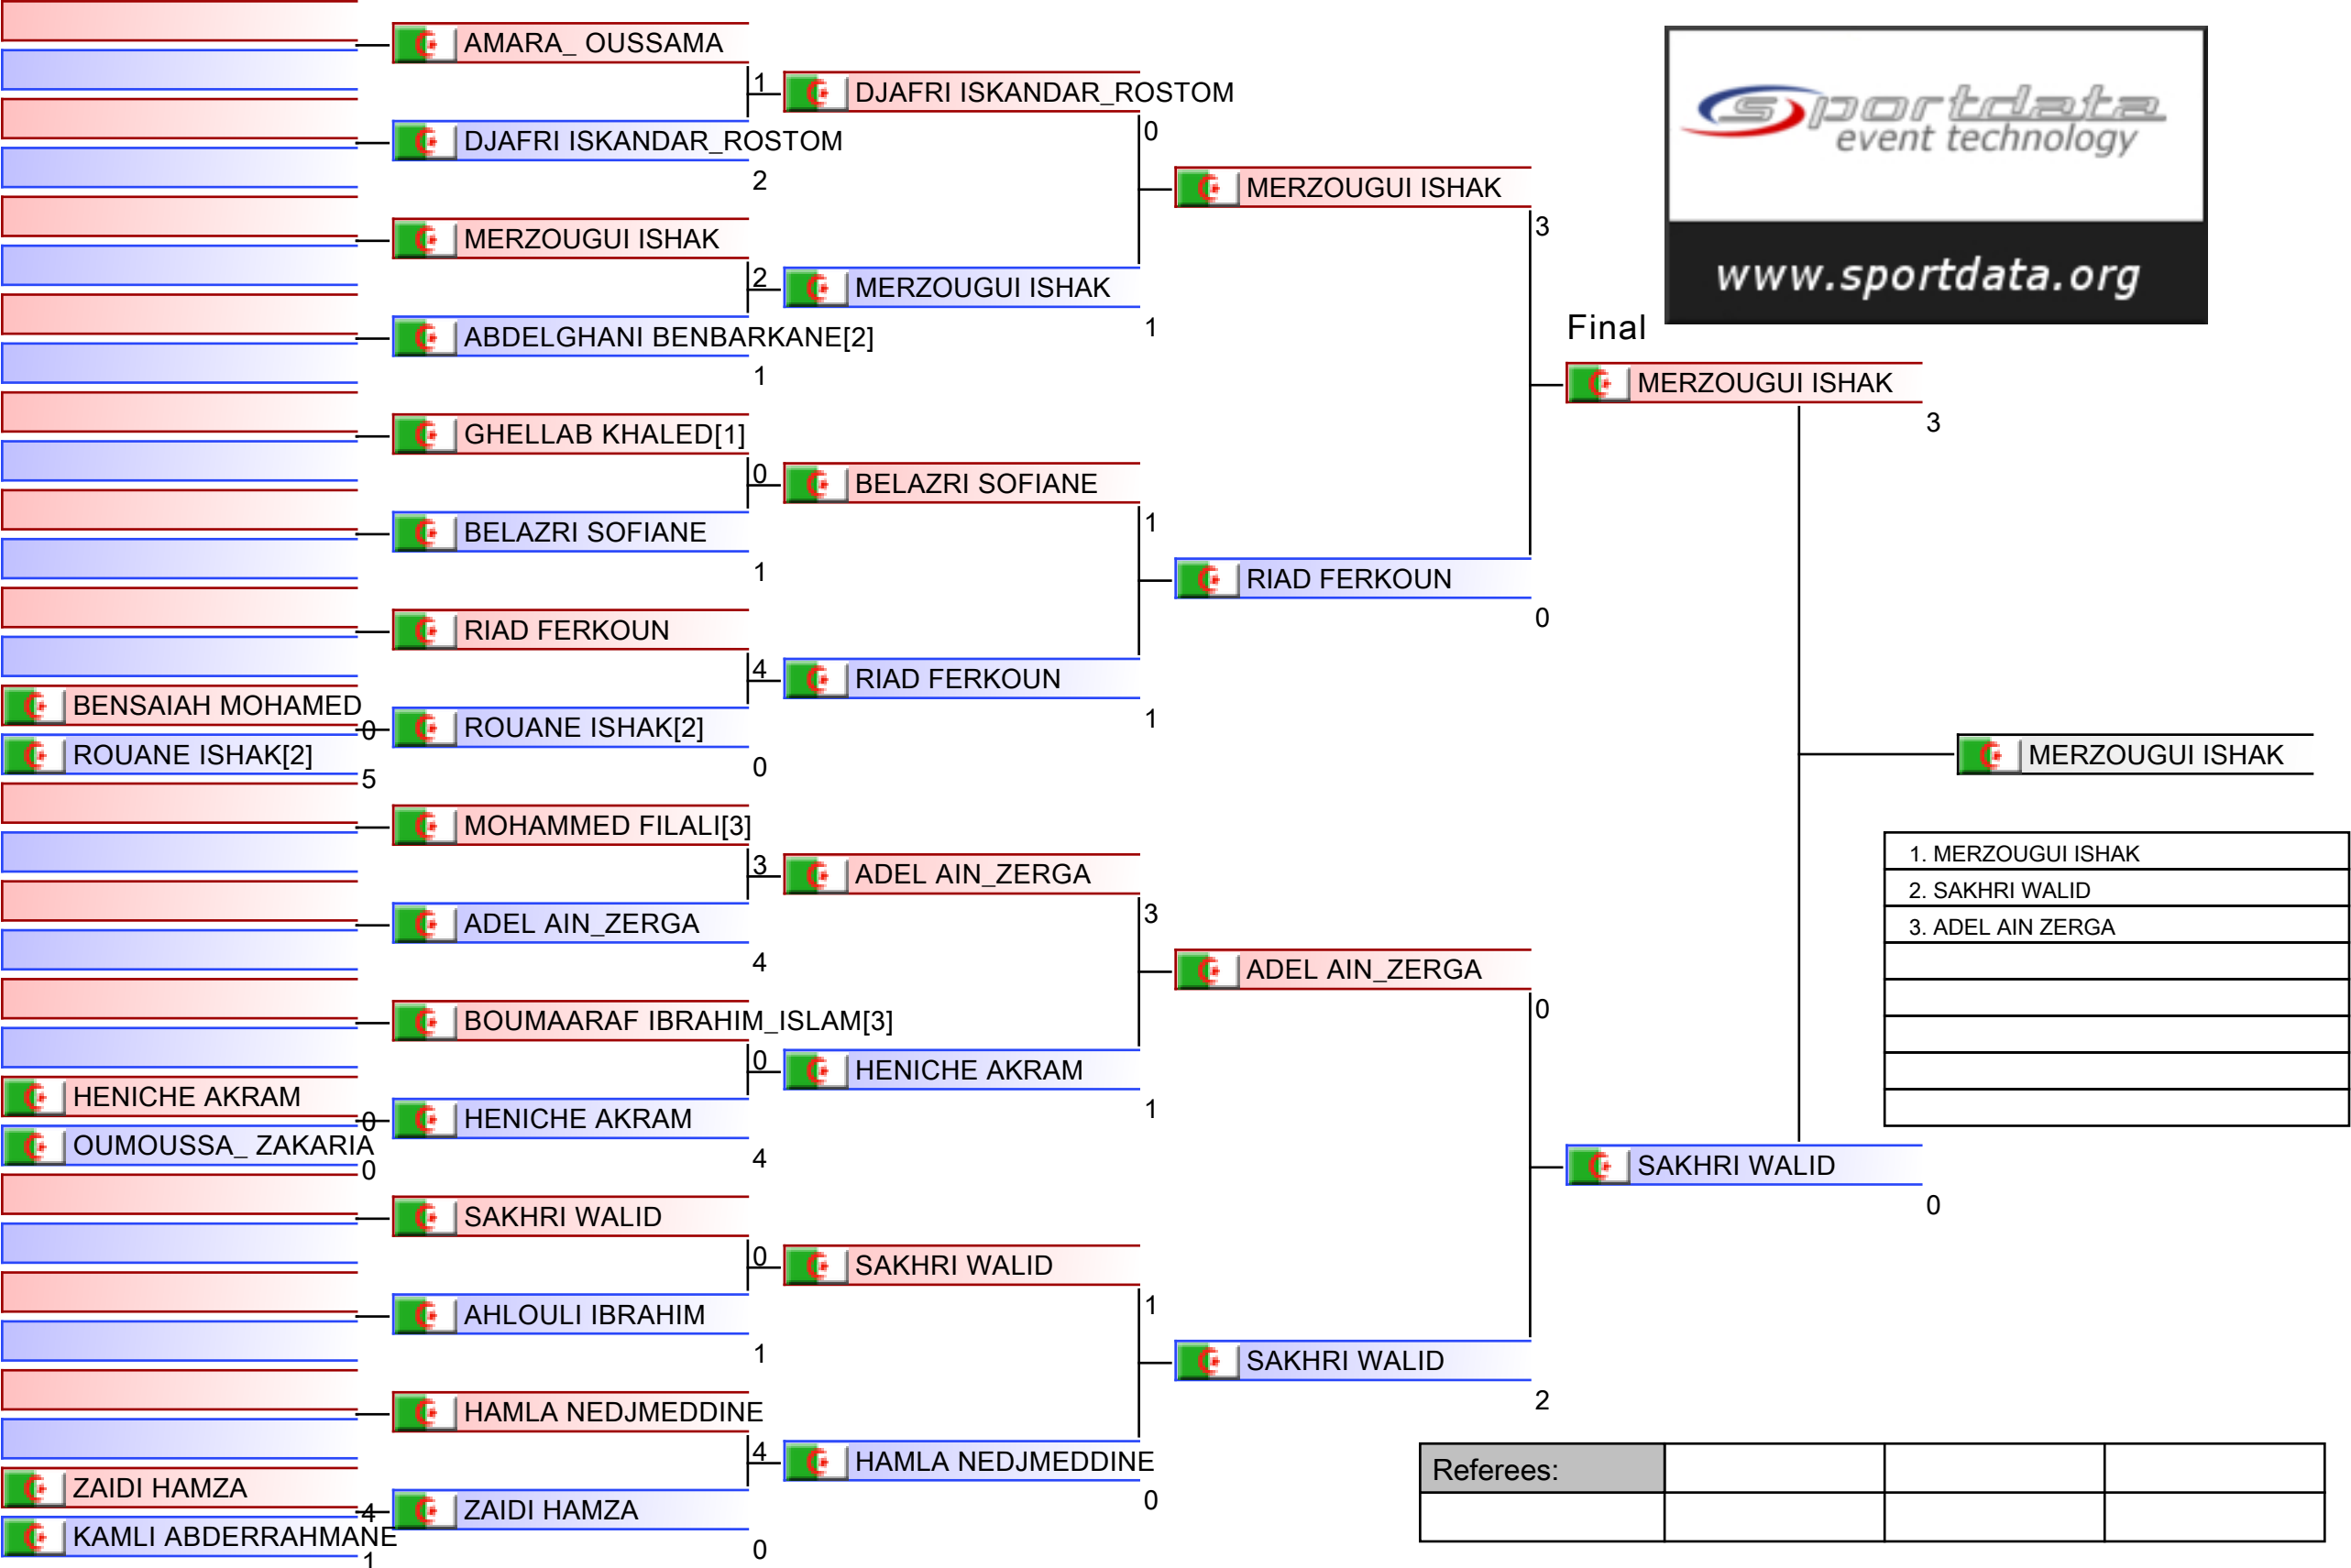 AMARA_ OUSSAMA
1
DJAFRI ISKANDAR_ROSTOM
2
MERZOUGUI ISHAK
2
ABDELGHANI BENBARKANE[2]
1
GHELLAB KHALED[1]
0
BELAZRI SOFIANE
1
RIAD FERKOUN
4
BENSAIAH MOHAMED
0
ROUANE ISHAK[2]
5
ROUANE ISHAK[2]
0
MOHAMMED FILALI[3]
3
ADEL AIN_ZERGA
4
BOUMAARAF IBRAHIM_ISLAM[3]
0
HENICHE AKRAM
0
OUMOUSSA_ ZAKARIA
0
HENICHE AKRAM
4
SAKHRI WALID
0
AHLOULI IBRAHIM
1
HAMLA NEDJMEDDINE
4
ZAIDI HAMZA
4
KAMLI ABDERRAHMANE
1
ZAIDI HAMZA
0
DJAFRI ISKANDAR_ROSTOM
0
MERZOUGUI ISHAK
1
BELAZRI SOFIANE
1
RIAD FERKOUN
1
ADEL AIN_ZERGA
3
HENICHE AKRAM
1
SAKHRI WALID
1
HAMLA NEDJMEDDINE
0
MERZOUGUI ISHAK
3
RIAD FERKOUN
0
ADEL AIN_ZERGA
0
SAKHRI WALID
2
sportdata
event technology
www.sportdata.org
Final
MERZOUGUI ISHAK
3
SAKHRI WALID
0
MERZOUGUI ISHAK
1. MERZOUGUI ISHAK
2. SAKHRI WALID
3. ADEL AIN ZERGA
Referees: